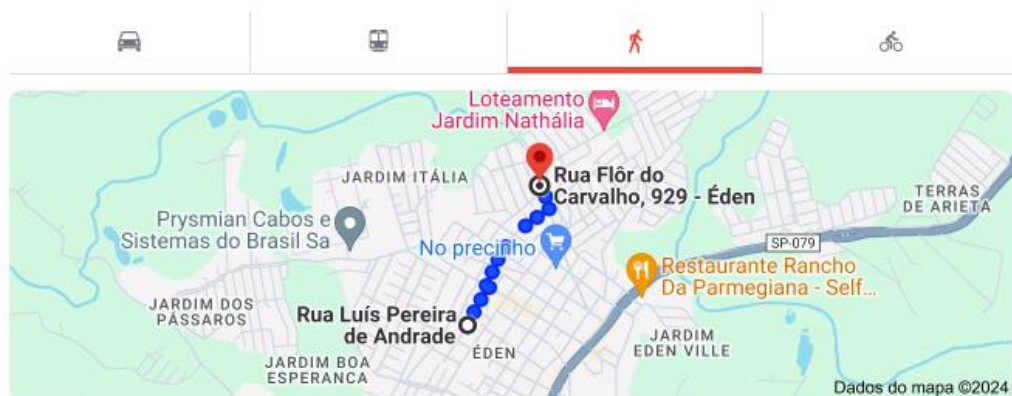 Loteamento
Jardim Nathália
JARDIM ITÁLIA
Rua Flôr do
Carvalho, 929 - Éden
TERRAS
DE ARIETA
Prysmian Cabos e
Sistemas do Brasil Sa
No precinho
SP-079
Restaurante Rancho
Da Parmegiana - Self...
JARDIM DOS
PÁSSAROS
Rua Luís Pereira
de Andrade
JARDIM
EDEN VILLE
ÉDEN
JARDIM BOA
ESPERANCA
Dados do mapa ©2024